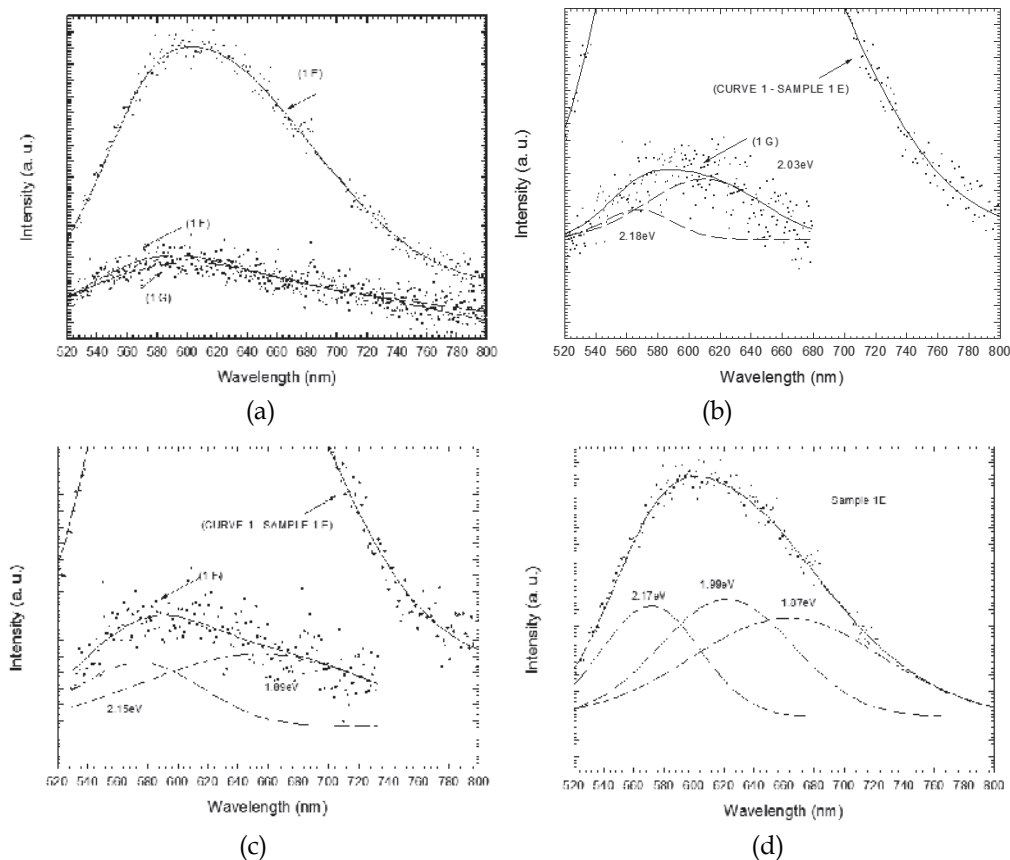 (1 F)
(1 F)
(1G)
Intensity (a. u.)
520 540 560 580 600 620 640 660 680 700 720 740 760 780 800
Wavelength (nm)
(a)
(CURVE 1 - SAMPLE 1 E)
(1 G)
2.03eV
2.18eV
Intensity (a. u.)
520 540 560 580 600 620 640 660 680 700 720 740 760 780 800
Wavelength (nm)
(b)
(CURVE 1 SAMPLE 1 E)
(1 F)
1.89eV
2.15eV
Intensity (a. u.)
520 540 560 580 600 620 640 660 680 700 720 740 760 780 800
Wavelength (nm)
(c)
Sample 1E
2.17eV
1.99eV
1.07eV
Intensity (a. u.)
520 540 560 580 600 620 640 660 680 700 720 740 760 780 800
Wavelength (nm)
(d)